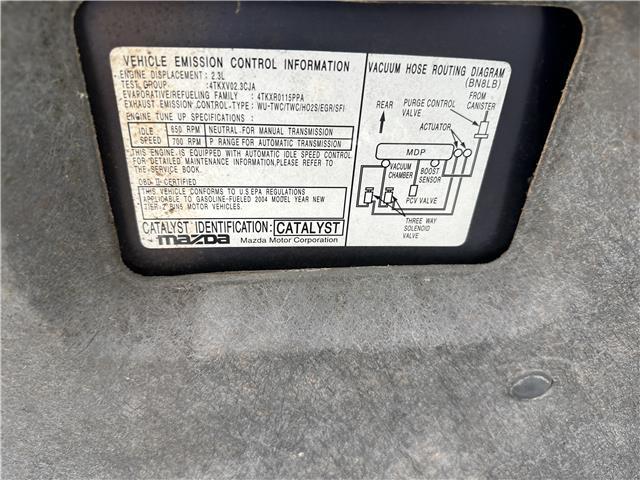 VEHICLE EMISSION CONTROL INFORMATION
ENGINE DISPLACEMENT : 2.3L
TEST GROUP : 4TKXV02.3CJA
EVAPORATIVE/REFUELING FAMILY : 4TKXR0115PPA
EXHAUST EMISSION CONTROL-TYPE : WU-TWC/TWC/HO2S/EGR/SFI
ENGINE TUNE UP SPECIFICATIONS :
IDLE SPEED
650 RPM NEUTRAL FOR MANUAL TRANSMISSION
700 RPM P RANGE FOR AUTOMATIC TRANSMISSION
THIS ENGINE IS EQUIPPED WITH AUTOMATIC IDLE SPEED CONTROL
FOR DETAILED MAINTENANCE INFORMATION,PLEASE REFER TO
THE SERVICE BOOK.
OBD II CERTIFIED
THIS VEHICLE CONFORMS TO U.S.EPA REGULATIONS
APPLICABLE TO GASOLINE-FUELED 2004 MODEL YEAR NEW
TIER 2 BIN5 MOTOR VEHICLES.
CATALYST IDENTIFICATION: CATALYST
mazda Mazda Motor Corporation
VACUUM HOSE ROUTING DIAGRAM
(BN8LB)
REAR
PURGE CONTROL
VALVE
FROM
CANISTER
ACTUATOR
MDP
VACUUM
CHAMBER
BOOST
SENSOR
PCV VALVE
THREE WAY
SOLENOID
VALVE